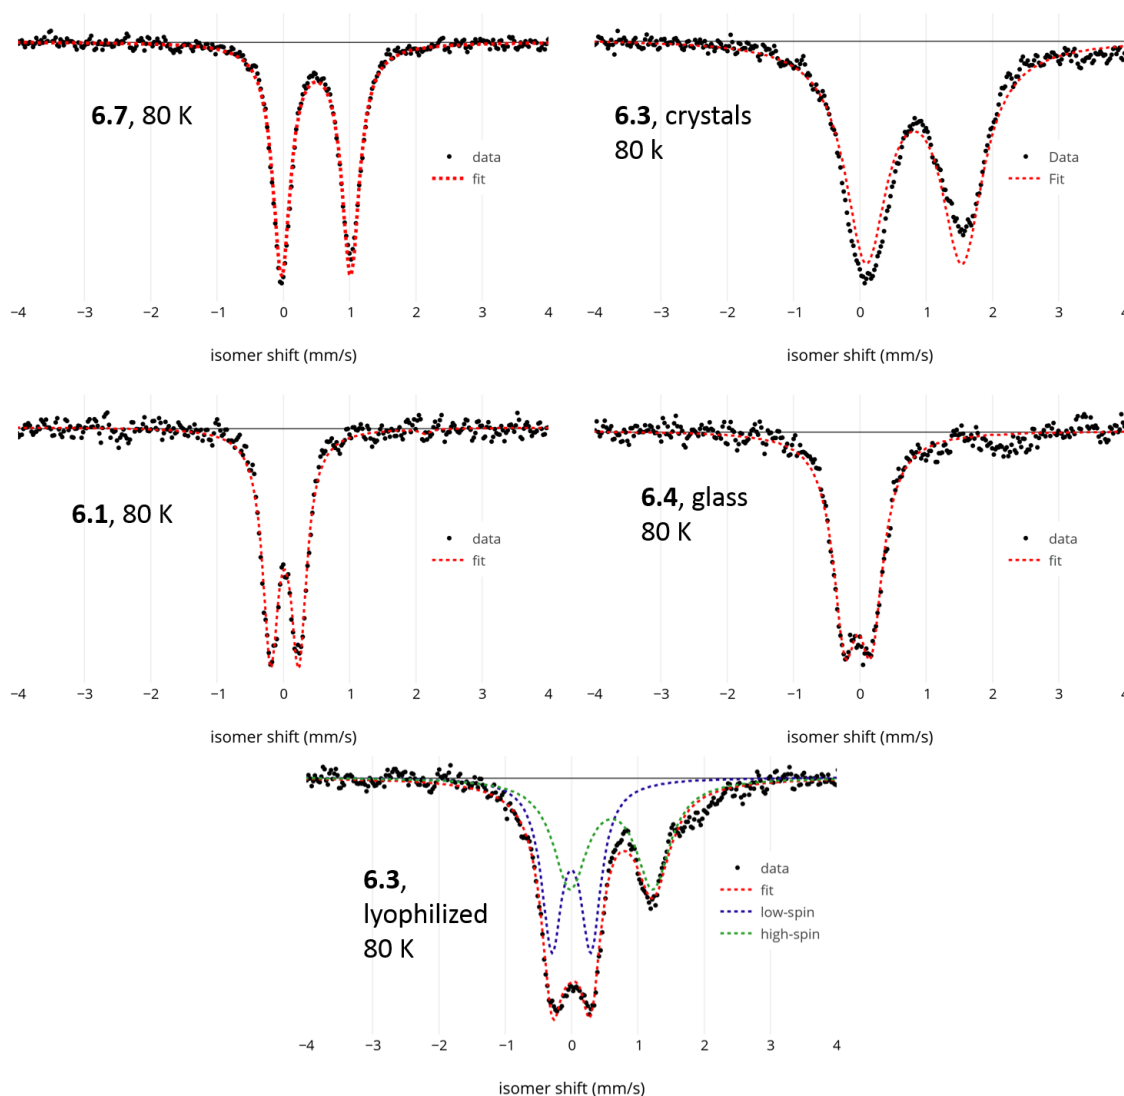 6.7, 80 K
data
fit
−4 −3 −2 −1 0 1 2 3 4
isomer shift (mm/s)
6.3, crystals
80 k
Data
Fit
−4 −3 −2 −1 0 1 2 3 4
isomer shift (mm/s)
6.1, 80 K
data
fit
−4 −3 −2 −1 0 1 2 3 4
isomer shift (mm/s)
6.4, glass
80 K
data
fit
−4 −3 −2 −1 0 1 2 3 4
isomer shift (mm/s)
6.3,
lyophilized
80 K
data
fit
low-spin
high-spin
−4 −3 −2 −1 0 1 2 3 4
isomer shift (mm/s)